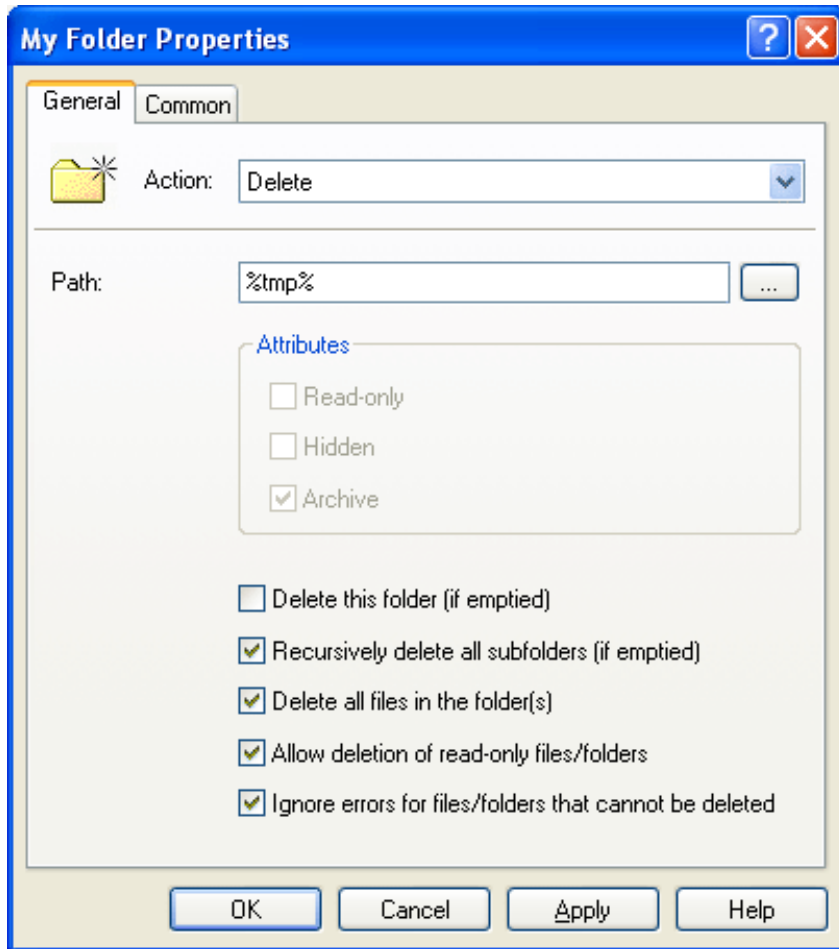 My Folder Properties
General Common
Action: Delete
Path: %tmp% ...
Attributes
Read-only
Hidden
Archive
Delete this folder (if emptied)
Recursively delete all subfolders (if emptied)
Delete all files in the folder(s)
Allow deletion of read-only files/folders
Ignore errors for files/folders that cannot be deleted
OK Cancel Apply Help